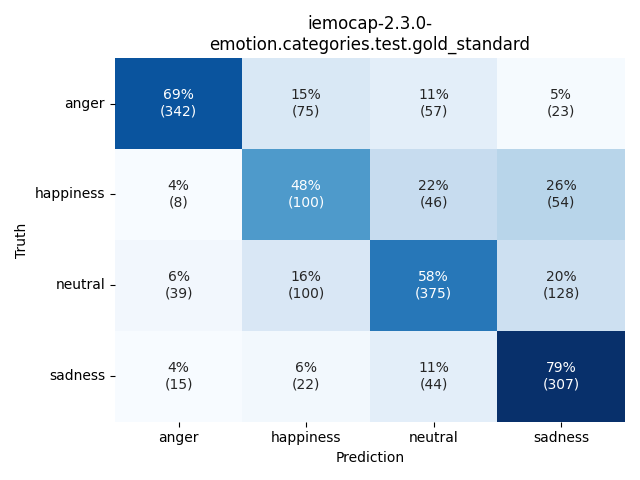 iemocap-2.3.0-
emotion.categories.test.gold_standard
Truth
anger
69%
(342)
15%
(75)
11%
(57)
5%
(23)
happiness
4%
(8)
48%
(100)
22%
(46)
26%
(54)
neutral
6%
(39)
16%
(100)
58%
(375)
20%
(128)
sadness
4%
(15)
6%
(22)
11%
(44)
79%
(307)
anger
happiness
neutral
sadness
Prediction